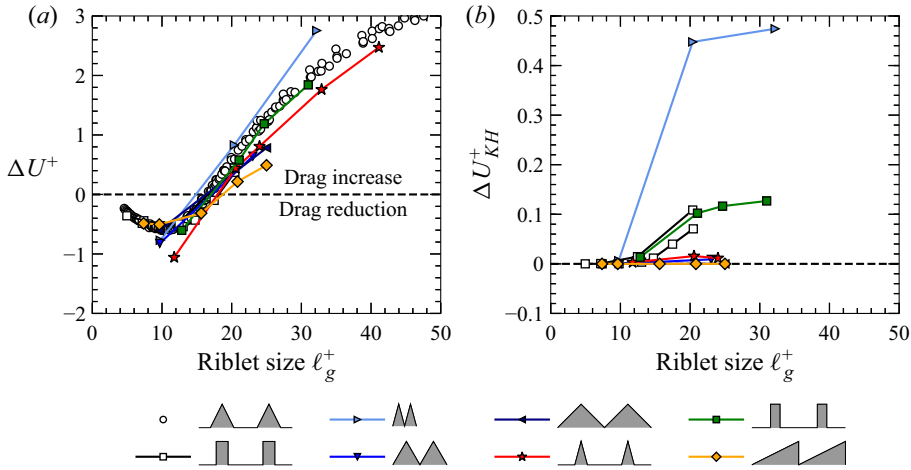 (a)
(b)
3
2
1
0
−1
−2
ΔU⁺
Drag increase
Drag reduction
0 10 20 30 40 50
Riblet size ℓg⁺
0.5
0.4
0.3
0.2
0.1
0
−0.1
ΔU⁺KH
0 10 20 30 40 50
Riblet size ℓg⁺